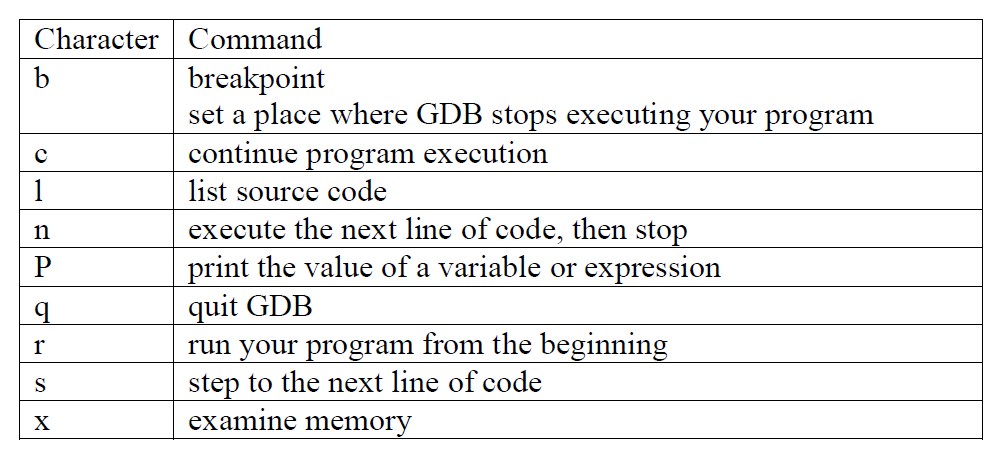 Character Command
b breakpoint
set a place where GDB stops executing your program
c continue program execution
l list source code
n execute the next line of code, then stop
P print the value of a variable or expression
q quit GDB
r run your program from the beginning
s step to the next line of code
x examine memory